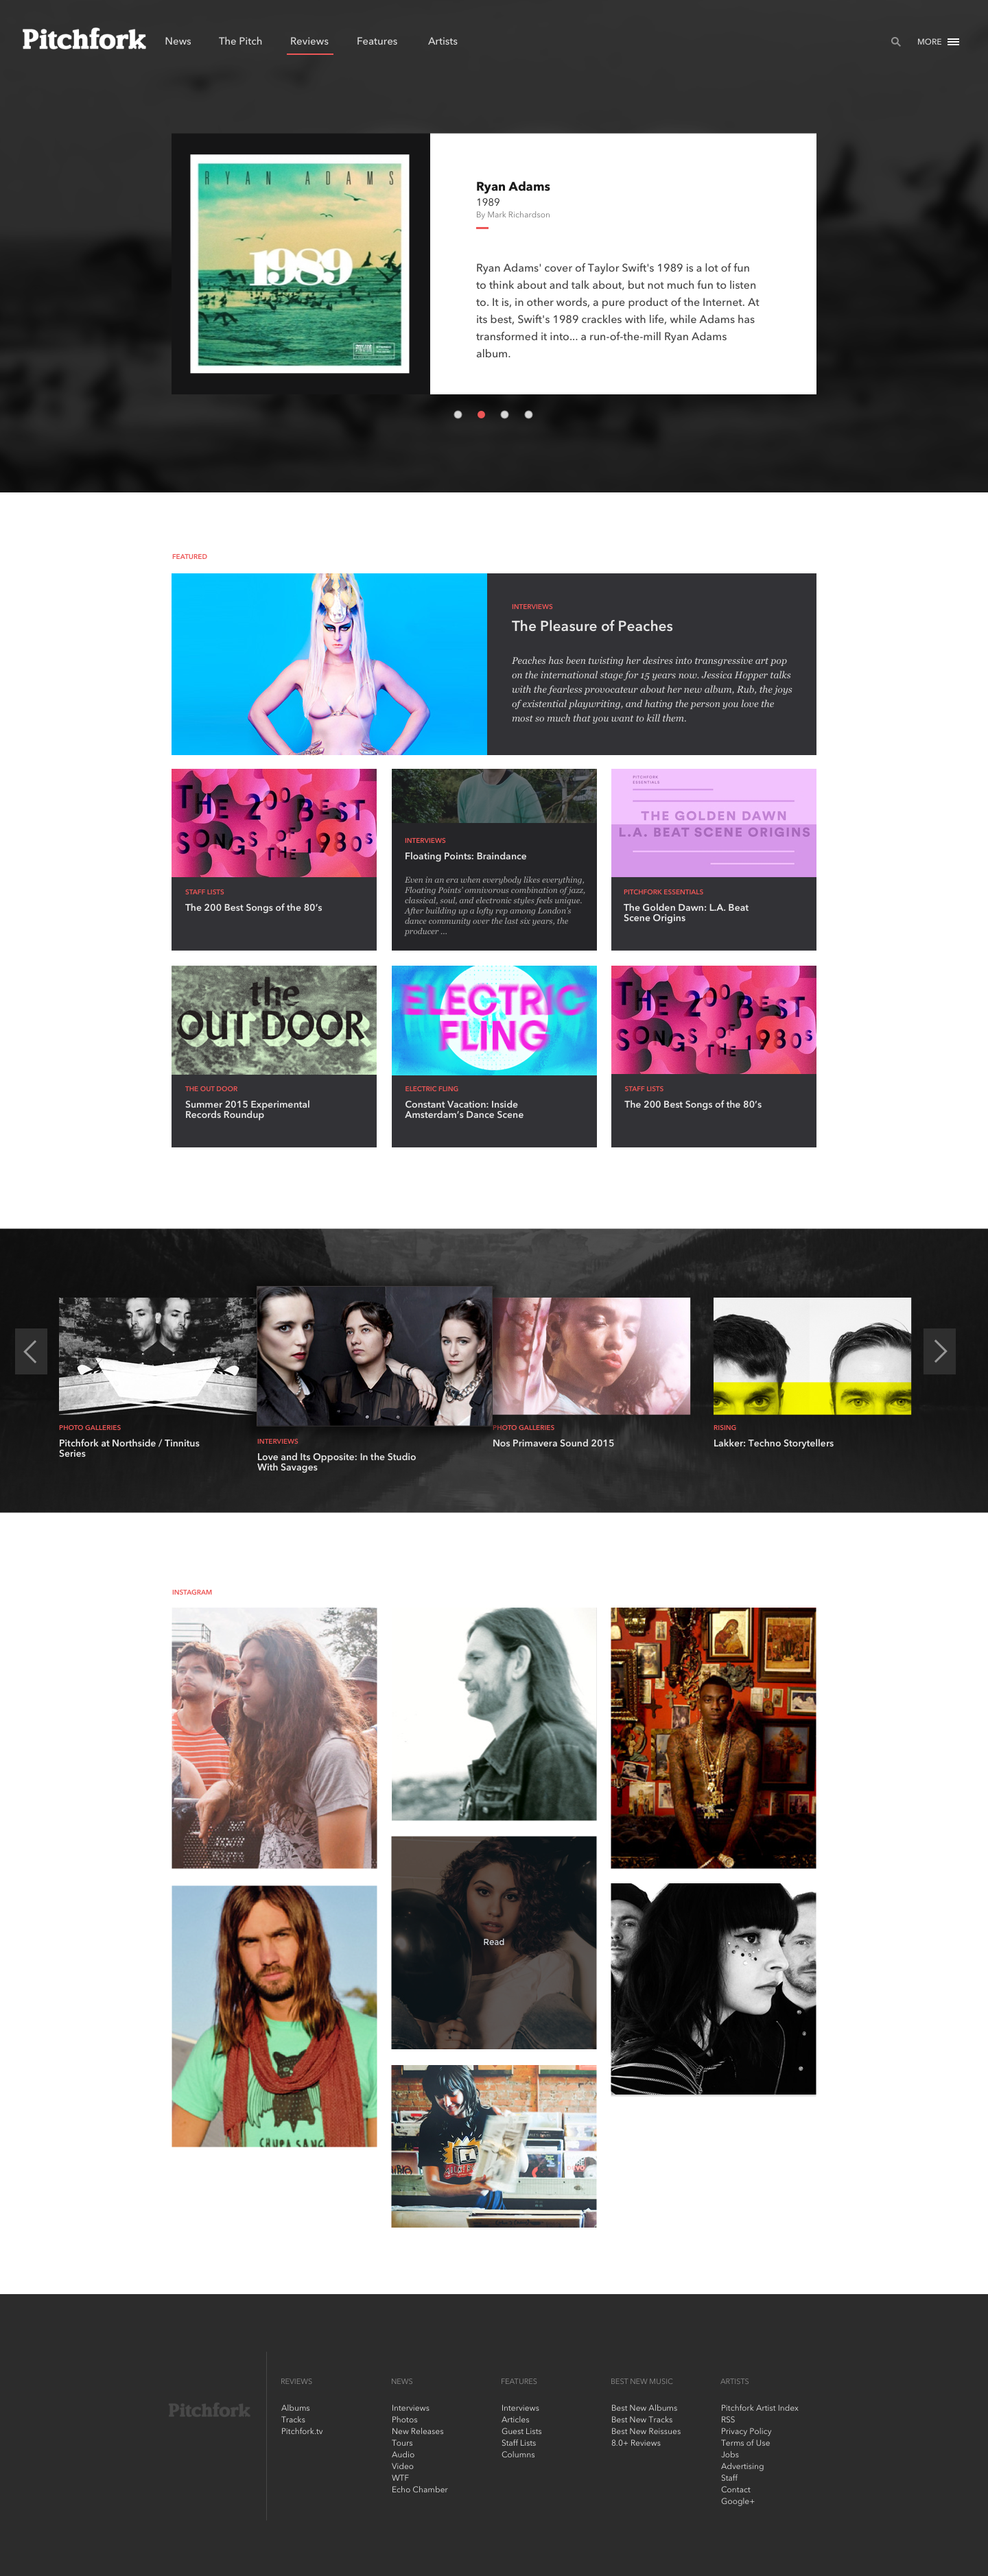 Pitchfork
News The Pitch Reviews Features Artists
MORE
RYAN ADAMS
1989
Ryan Adams
1989
By Mark Richardson
Ryan Adams' cover of Taylor Swift's 1989 is a lot of fun
to think about and talk about, but not much fun to listen
to. It is, in other words, a pure product of the Internet. At
its best, Swift's 1989 crackles with life, while Adams has
transformed it into... a run-of-the-mill Ryan Adams
album.
FEATURED
INTERVIEWS
The Pleasure of Peaches
Peaches has been twisting her desires into transgressive art pop
on the international stage for 15 years now. Jessica Hopper talks
with the fearless provocateur about her new album, Rub, the joys
of existential playwriting, and hating the person you love the
most so much that you want to kill them.
THE 200 BEST
SONGS OF
THE 1980s
STAFF LISTS
The 200 Best Songs of the 80's
INTERVIEWS
Floating Points: Braindance
Even in an era when everybody likes everything,
Floating Points' omnivorous combination of jazz,
classical, soul, and electronic styles feels unique.
After building up a lofty rep among London's
dance community over the last six years, the
producer ...
PITCHFORK
ESSENTIALS
THE GOLDEN DAWN
L.A. BEAT SCENE ORIGINS
PITCHFORK ESSENTIALS
The Golden Dawn: L.A. Beat
Scene Origins
the
OUT DOOR
THE OUT DOOR
Summer 2015 Experimental
Records Roundup
ELECTRIC
FLING
ELECTRIC FLING
Constant Vacation: Inside
Amsterdam's Dance Scene
THE 200 BEST
SONGS OF
THE 1980s
STAFF LISTS
The 200 Best Songs of the 80's
PHOTO GALLERIES
Pitchfork at Northside / Tinnitus
Series
INTERVIEWS
Love and Its Opposite: In the Studio
With Savages
PHOTO GALLERIES
Nos Primavera Sound 2015
RISING
Lakker: Techno Storytellers
INSTAGRAM
Read
Pitchfork
REVIEWS
Albums
Tracks
Pitchfork.tv
NEWS
Interviews
Photos
New Releases
Tours
Audio
Video
WTF
Echo Chamber
FEATURES
Interviews
Articles
Guest Lists
Staff Lists
Columns
BEST NEW MUSIC
Best New Albums
Best New Tracks
Best New Reissues
8.0+ Reviews
ARTISTS
Pitchfork Artist Index
RSS
Privacy Policy
Terms of Use
Jobs
Advertising
Staff
Contact
Google+